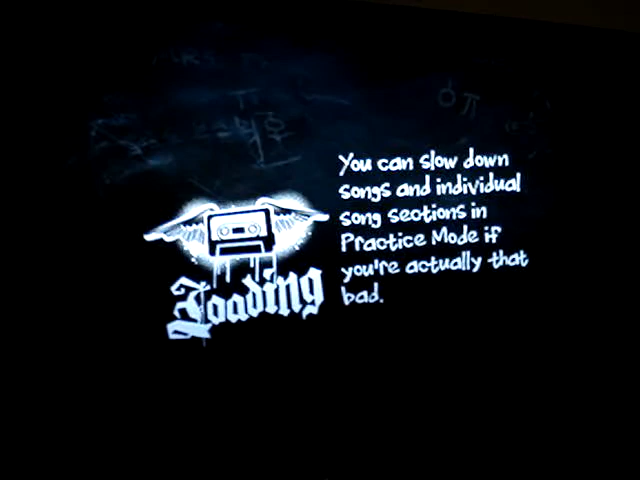 You can slow down
songs and individual
song sections in
Practice Mode if
you're actually that
bad.
Loading